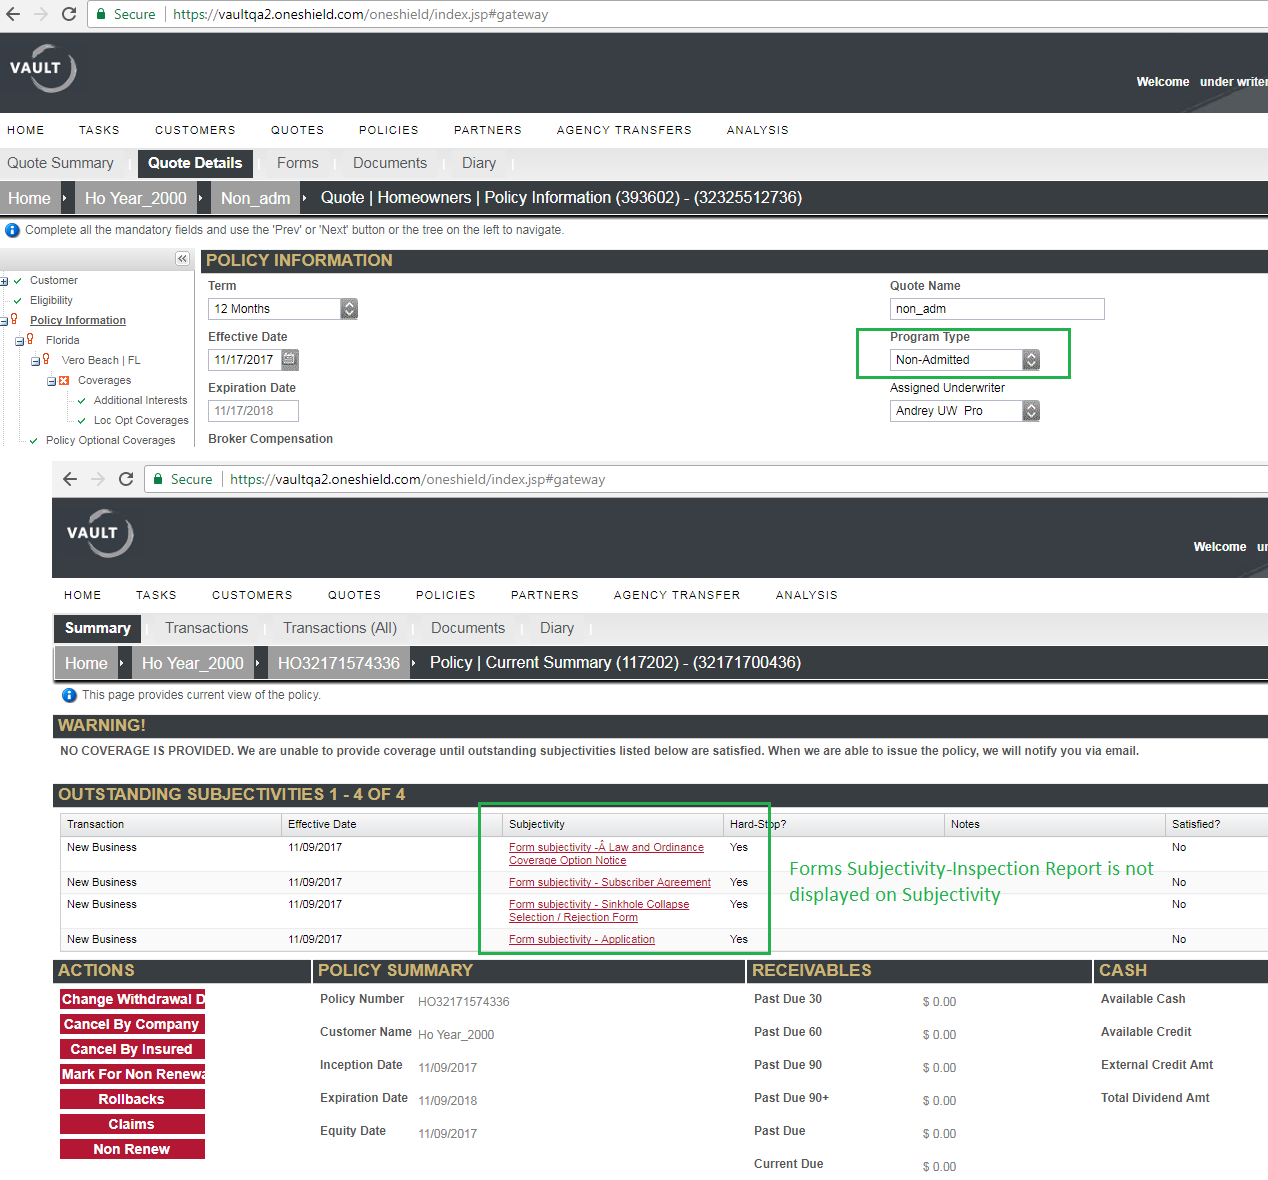 Secure https://vaultqa2.oneshield.com/oneshield/index.jsp#gateway
VAULT
Welcome under writer
HOME TASKS CUSTOMERS QUOTES POLICIES PARTNERS AGENCY TRANSFERS ANALYSIS
Quote Summary Quote Details Forms Documents Diary
Home Ho Year_2000 Non_adm Quote | Homeowners | Policy Information (393602) - (32325512736)
Complete all the mandatory fields and use the 'Prev' or 'Next' button or the tree on the left to navigate.
Customer
Eligibility
Policy Information
Florida
Vero Beach | FL
Coverages
Additional Interests
Loc Opt Coverages
Policy Optional Coverages
POLICY INFORMATION
Term
12 Months
Effective Date
11/17/2017
Expiration Date
11/17/2018
Broker Compensation
Quote Name
non_adm
Program Type
Non-Admitted
Assigned Underwriter
Andrey UW Pro
Secure https://vaultqa2.oneshield.com/oneshield/index.jsp#gateway
VAULT
Welcome un
HOME TASKS CUSTOMERS QUOTES POLICIES PARTNERS AGENCY TRANSFER ANALYSIS
Summary Transactions Transactions (All) Documents Diary
Home Ho Year_2000 HO32171574336 Policy | Current Summary (117202) - (32171700436)
This page provides current view of the policy.
WARNING!
NO COVERAGE IS PROVIDED. We are unable to provide coverage until outstanding subjectivities listed below are satisfied. When we are able to issue the policy, we will notify you via email.
OUTSTANDING SUBJECTIVITIES 1 - 4 OF 4
Transaction Effective Date Subjectivity Hard-Stop? Notes Satisfied?
New Business 11/09/2017 Form subjectivity -Â Law and Ordinance Yes No
Coverage Option Notice
New Business 11/09/2017 Form subjectivity - Subscriber Agreement Yes No
New Business 11/09/2017 Form subjectivity - Sinkhole Collapse Yes No
Selection / Rejection Form
New Business 11/09/2017 Form subjectivity - Application Yes No
Forms Subjectivity-Inspection Report is not
displayed on Subjectivity
ACTIONS
Change Withdrawal D
Cancel By Company
Cancel By Insured
Mark For Non Renewa
Rollbacks
Claims
Non Renew
POLICY SUMMARY
Policy Number HO32171574336
Customer Name Ho Year_2000
Inception Date 11/09/2017
Expiration Date 11/09/2018
Equity Date 11/09/2017
RECEIVABLES
Past Due 30 $ 0.00
Past Due 60 $ 0.00
Past Due 90 $ 0.00
Past Due 90+ $ 0.00
Past Due $ 0.00
Current Due $ 0.00
CASH
Available Cash
Available Credit
External Credit Amt
Total Dividend Amt